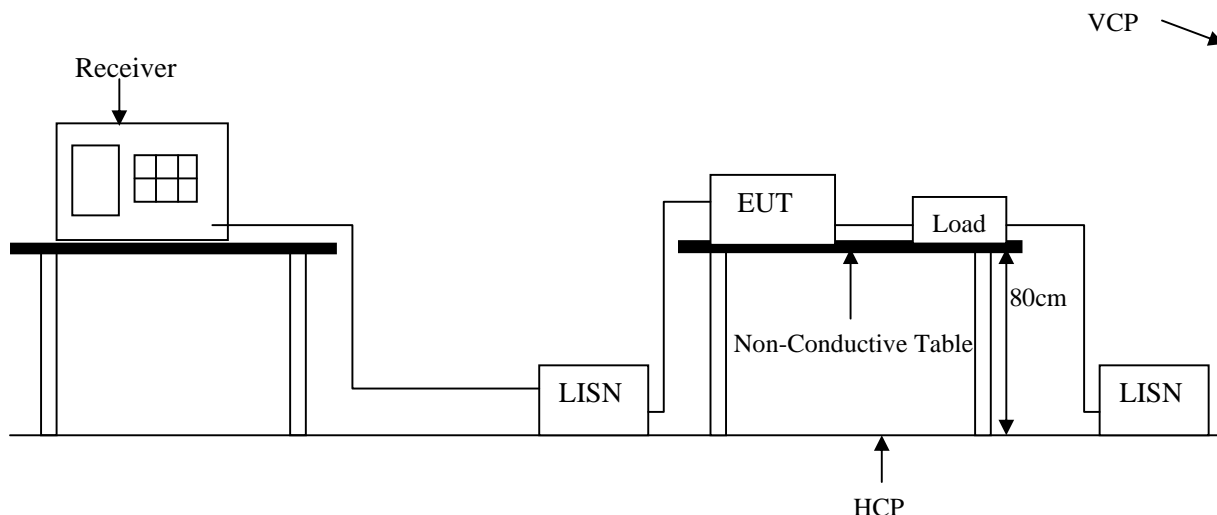 VCP
Receiver
EUT
Load
80cm
Non-Conductive Table
LISN
LISN
HCP